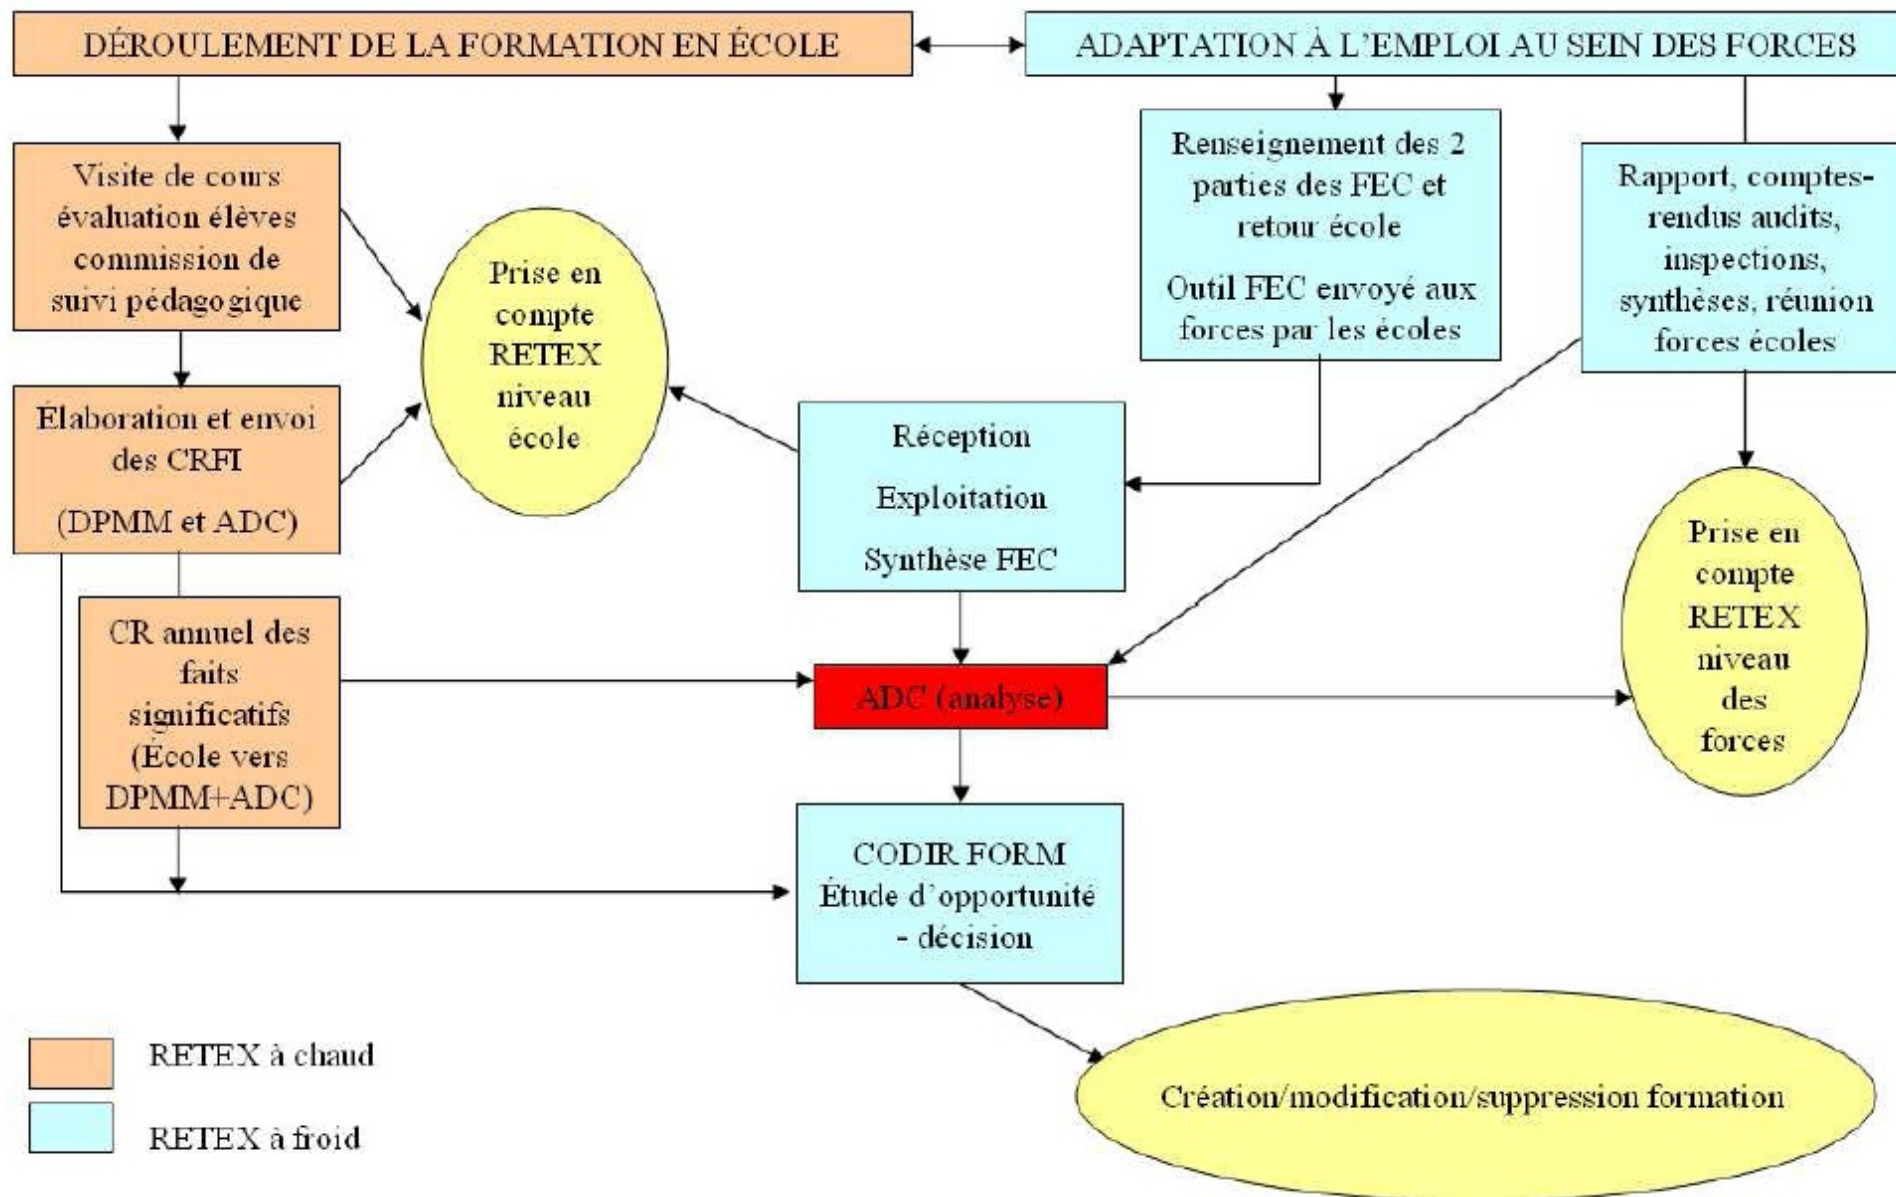 DÉROULEMENT DE LA FORMATION EN ÉCOLE
ADAPTATION À L'EMPLOI AU SEIN DES FORCES
Visite de cours
évaluation élèves
commission de
suivi pédagogique
Prise en
compte
RETEX
niveau
école
Renseignement des 2
parties des FEC et
retour école
Outil FEC envoyé aux
forces par les écoles
Rapport, comptes-
rendus audits,
inspections,
synthèses, réunion
forces écoles
Élaboration et envoi
des CRFI
(DPMM et ADC)
Réception
Exploitation
Synthèse FEC
Prise en
compte
RETEX
niveau
des
forces
CR annuel des
faits
significatifs
(École vers
DPMM+ADC)
ADC (analyse)
CODIR FORM
Étude d'opportunité
- décision
RETEX à chaud
RETEX à froid
Création/modification/suppression formation